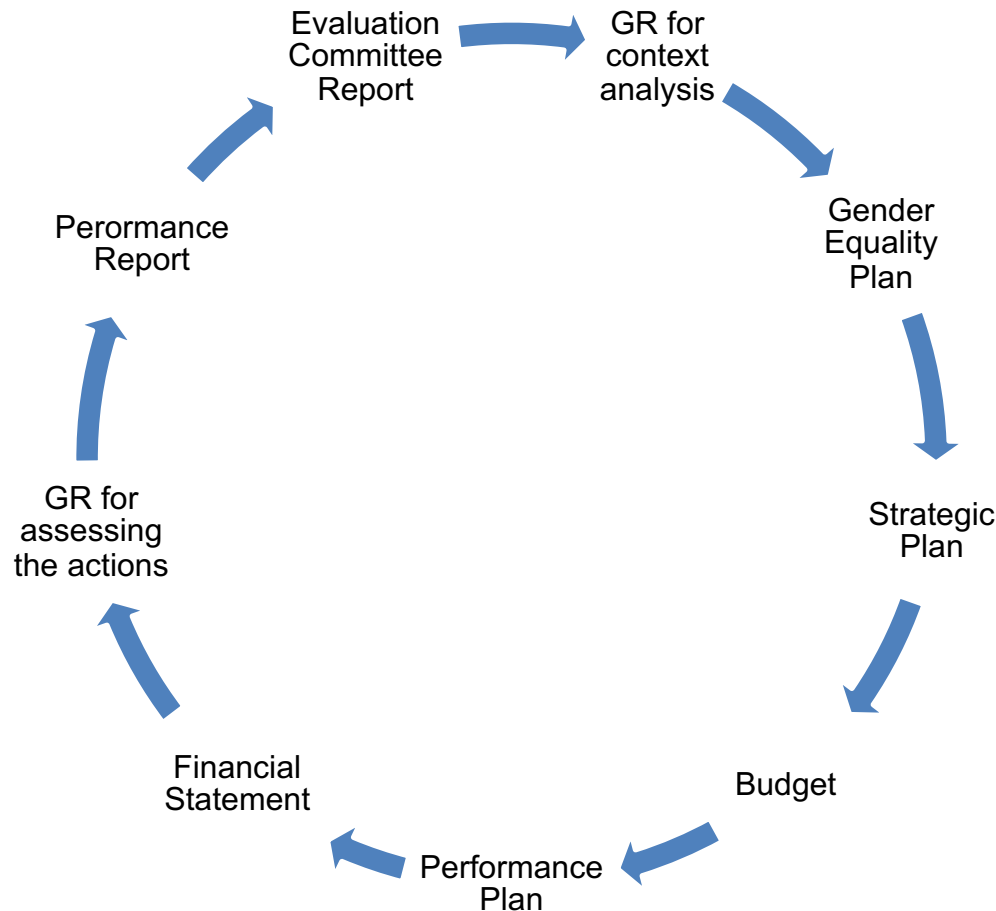 Evaluation
Committee
Report
GR for
context
analysis
Gender
Equality
Plan
Strategic
Plan
Budget
Performance
Plan
Financial
Statement
GR for
assessing
the actions
Perormance
Report